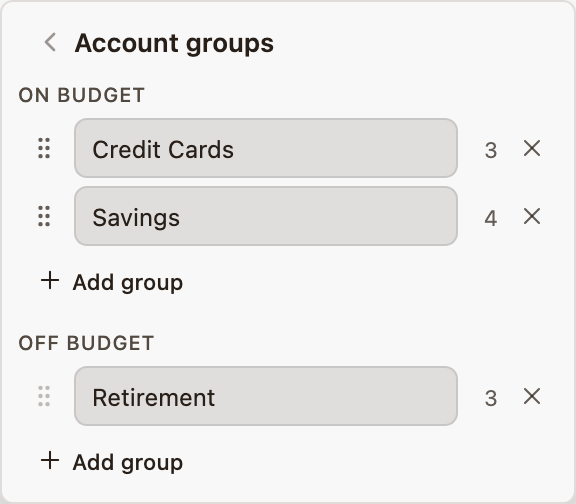 Account groups
ON BUDGET
Credit Cards 3
Savings 4
Add group
OFF BUDGET
Retirement 3
Add group